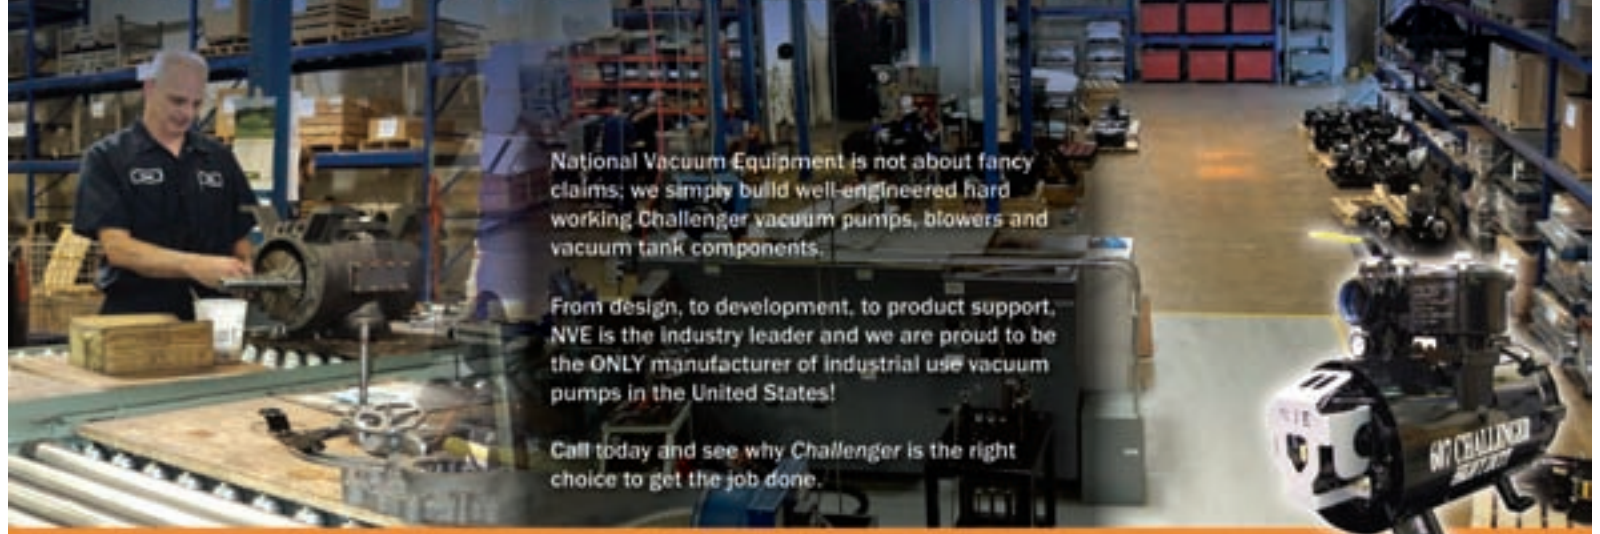 National Vacuum Equipment is not about fancy
claims; we simply build well-engineered hard
working Challenger vacuum pumps, blowers and
vacuum tank components.
From design, to development, to product support,
NVE is the industry leader and we are proud to be
the ONLY manufacturer of industrial use vacuum
pumps in the United States!
Call today and see why Challenger is the right
choice to get the job done.
607 CHALLENGER